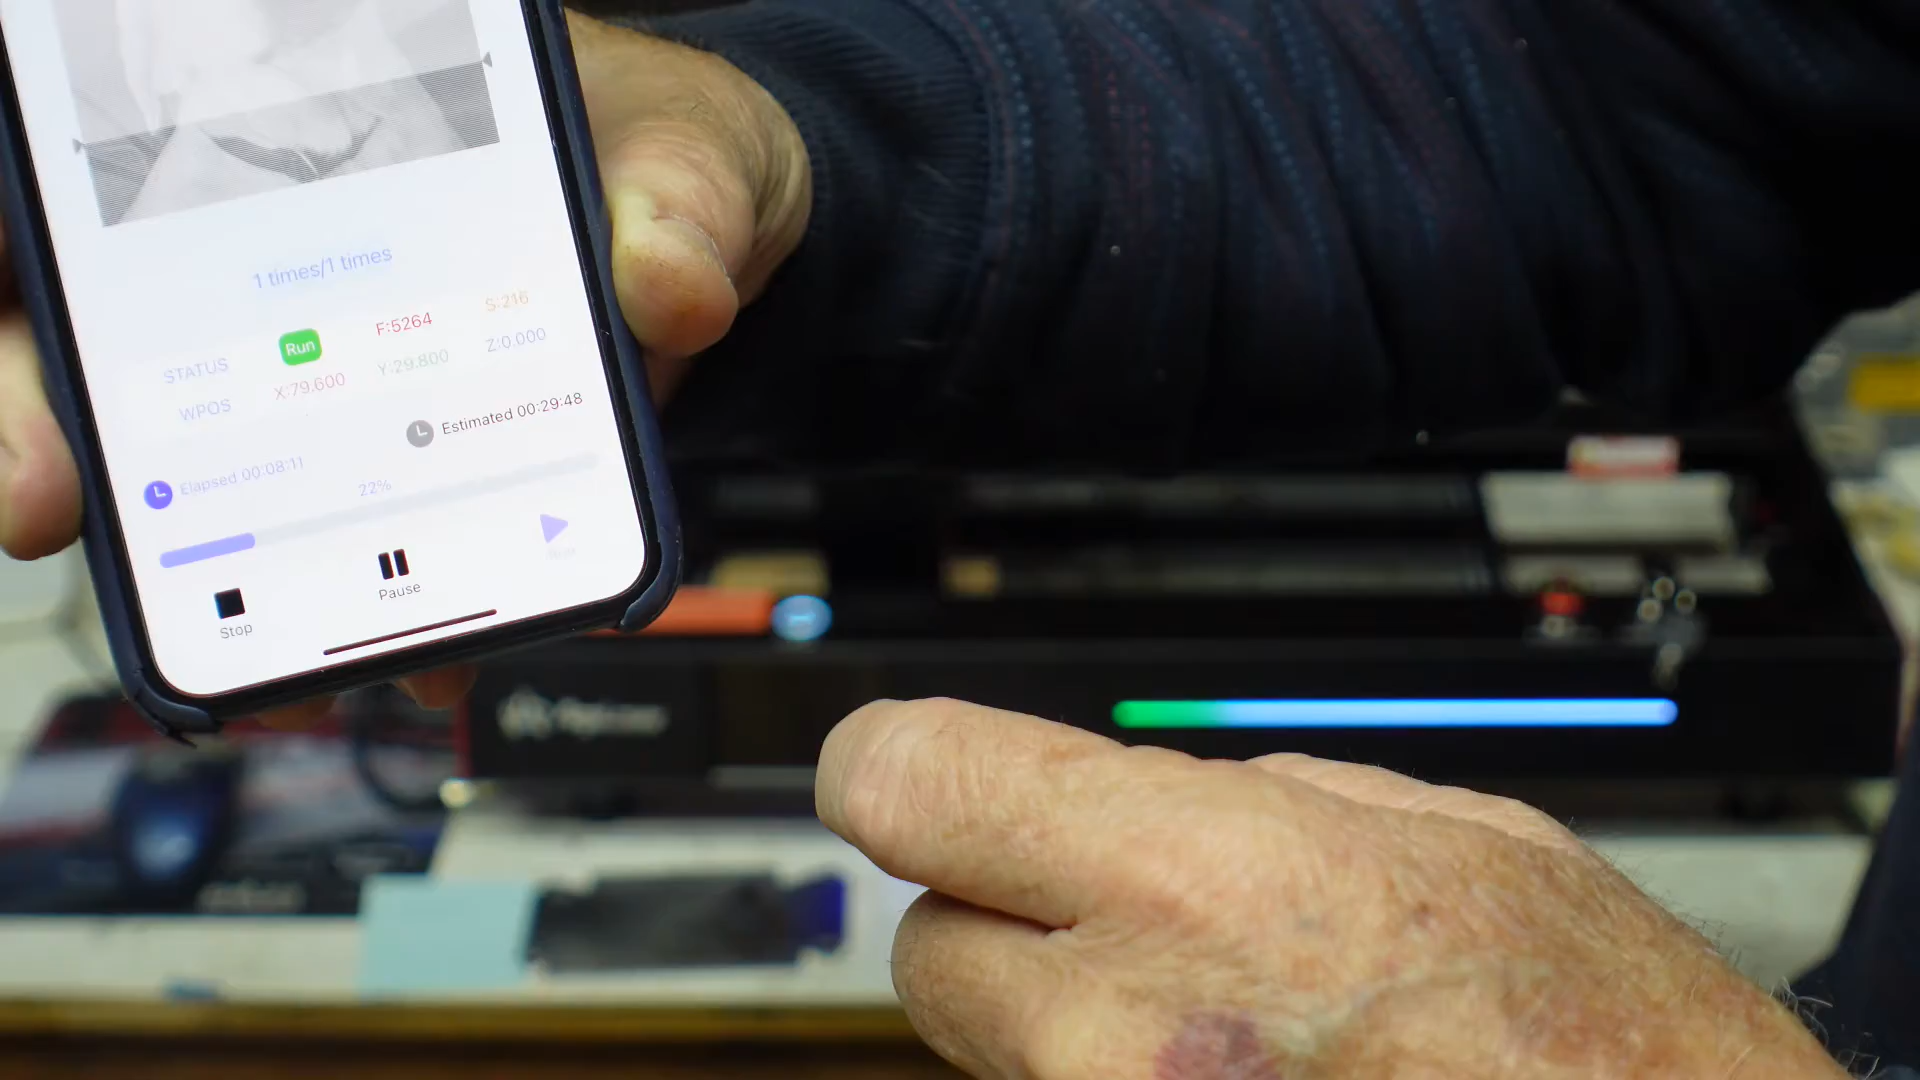 1 times/1 times
STATUS Run F:5264 S:216
WPOS X:79.600 Y:29.800 Z:0.000
Estimated 00:29:48
Elapsed 00:08:11
22%
Stop Pause